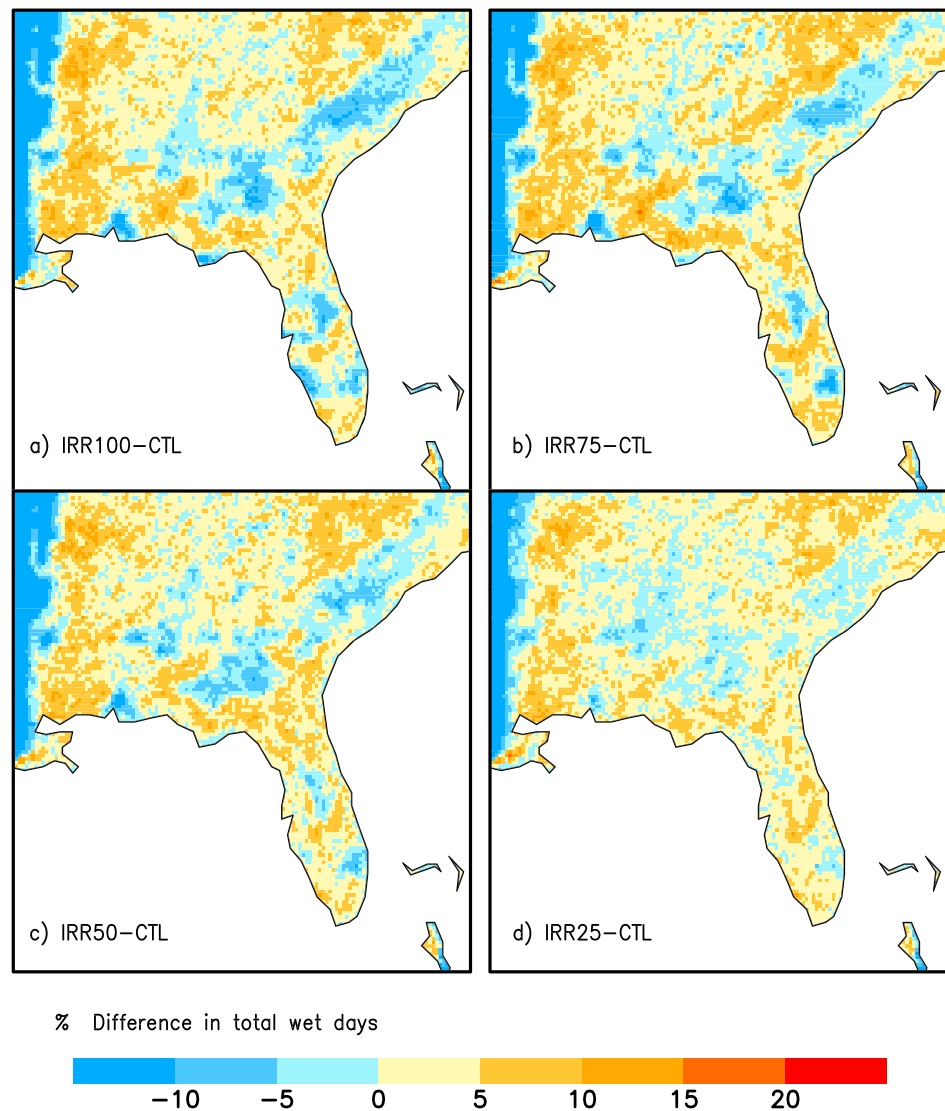 a) IRR100-CTL
b) IRR75-CTL
c) IRR50-CTL
d) IRR25-CTL
% Difference in total wet days
-10 -5 0 5 10 15 20